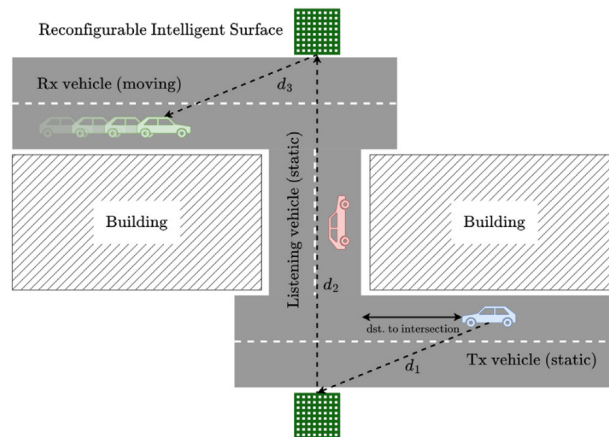 Reconfigurable Intelligent Surface
Rx vehicle (moving)
d3
Building
Listening vehicle (static)
d2
Building
dst. to intersection
d1
Tx vehicle (static)